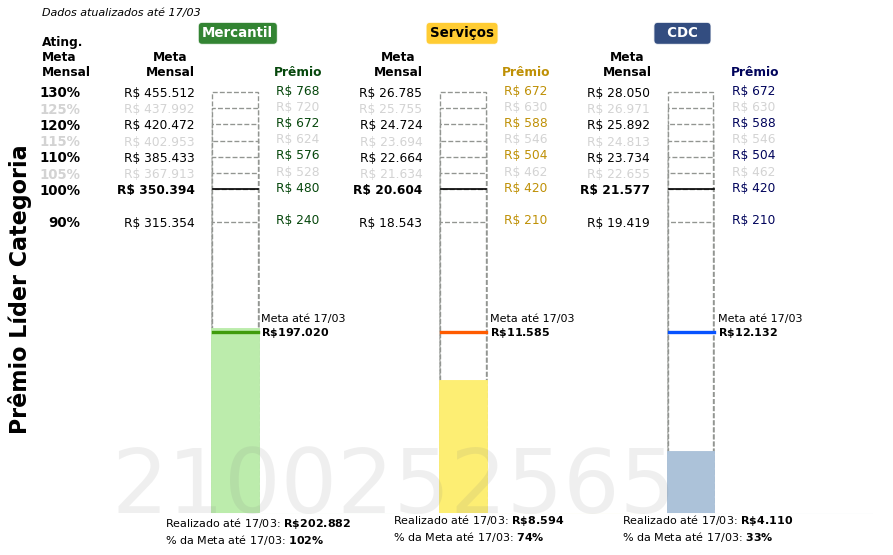 Dados atualizados até 17/03
Mercantil Serviços CDC
Ating. Meta Mensal
Meta Mensal Prêmio Meta Mensal Prêmio Meta Mensal Prêmio
130% R$ 455.512 R$ 768 R$ 26.785 R$ 672 R$ 28.050 R$ 672
125% R$ 437.992 R$ 720 R$ 25.755 R$ 630 R$ 26.971 R$ 630
120% R$ 420.472 R$ 672 R$ 24.724 R$ 588 R$ 25.892 R$ 588
115% R$ 402.953 R$ 624 R$ 23.694 R$ 546 R$ 24.813 R$ 546
110% R$ 385.433 R$ 576 R$ 22.664 R$ 504 R$ 23.734 R$ 504
105% R$ 367.913 R$ 528 R$ 21.634 R$ 462 R$ 22.655 R$ 462
100% R$ 350.394 R$ 480 R$ 20.604 R$ 420 R$ 21.577 R$ 420
90% R$ 315.354 R$ 240 R$ 18.543 R$ 210 R$ 19.419 R$ 210
Prêmio Líder Categoria
Meta até 17/03 Meta até 17/03 Meta até 17/03
R$197.020 R$11.585 R$12.132
2100252565
Realizado até 17/03: R$202.882 Realizado até 17/03: R$8.594 Realizado até 17/03: R$4.110
% da Meta até 17/03: 102% % da Meta até 17/03: 74% % da Meta até 17/03: 33%